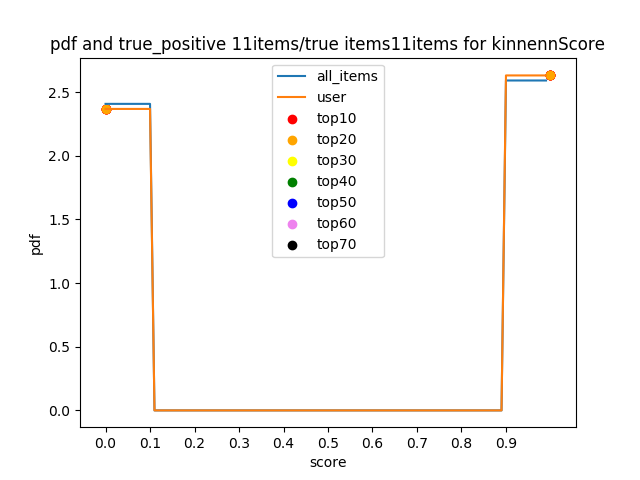 pdf and true_positive 11items/true items11items for kinnennScore
all_items
user
top10
top20
top30
top40
top50
top60
top70
2.5
2.0
1.5
1.0
0.5
0.0
pdf
0.0 0.1 0.2 0.3 0.4 0.5 0.6 0.7 0.8 0.9
score